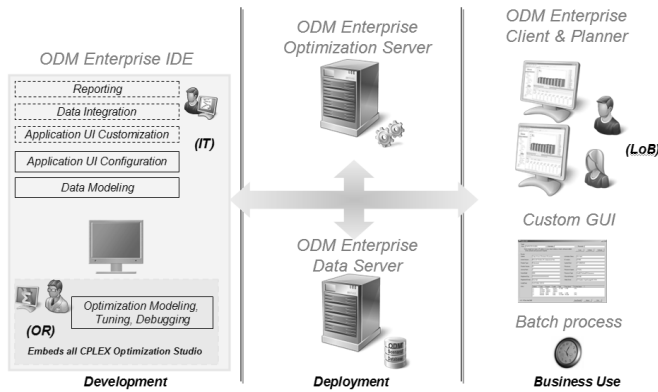 ODM Enterprise IDE
Reporting
Data Integration
Application UI Customization
(IT)
Application UI Configuration
Data Modeling
Optimization Modeling,
Tuning, Debugging
(OR)
Embeds all CPLEX Optimization Studio
Development
ODM Enterprise
Optimization Server
ODM Enterprise
Data Server
Deployment
ODM Enterprise
Client & Planner
(LoB)
Custom GUI
Batch process
Business Use